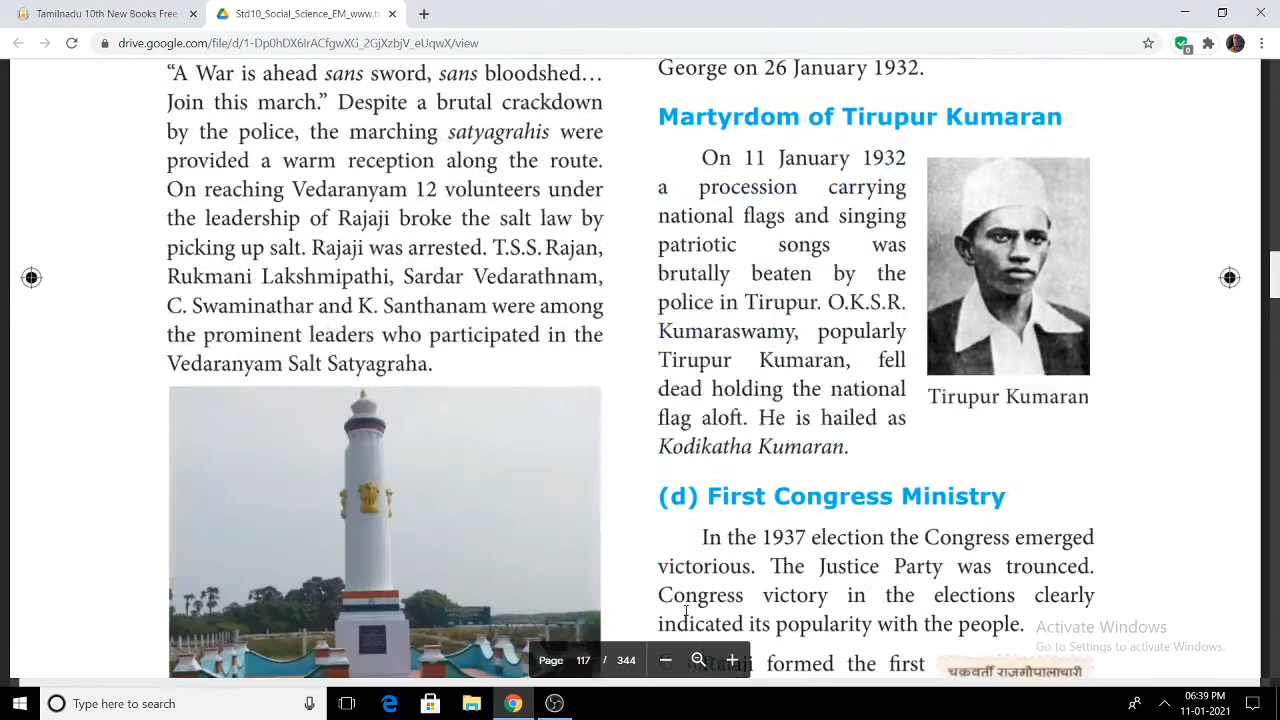 Tamilnadu 10th New Books Free
Std10_Social_Science_EM_www.t
drive.google.com/file/d/1-Dp0hDX6IrACfgwXG_2GjXzbjV_eUqwX/view
“A War is ahead sans sword, sans bloodshed…
Join this march.” Despite a brutal crackdown
by the police, the marching satyagrahis were
provided a warm reception along the route.
On reaching Vedaranyam 12 volunteers under
the leadership of Rajaji broke the salt law by
picking up salt. Rajaji was arrested. T.S.S. Rajan,
Rukmani Lakshmipathi, Sardar Vedarathnam,
C. Swaminathar and K. Santhanam were among
the prominent leaders who participated in the
Vedaranyam Salt Satyagraha.
George on 26 January 1932.
Martyrdom of Tirupur Kumaran
On 11 January 1932
a procession carrying
national flags and singing
patriotic songs was
brutally beaten by the
police in Tirupur. O.K.S.R.
Kumaraswamy, popularly
Tirupur Kumaran, fell
dead holding the national
flag aloft. He is hailed as
Kodikatha Kumaran.
Tirupur Kumaran
(d) First Congress Ministry
In the 1937 election the Congress emerged
victorious. The Justice Party was trounced.
Congress victory in the elections clearly
indicated its popularity with the people.
formed the first
चक्रवर्ती राजगोपालाचारी
Activate Windows
Go to Settings to activate Windows.
Page 117 / 344
Type here to search
06:39 PM
11-01-2021